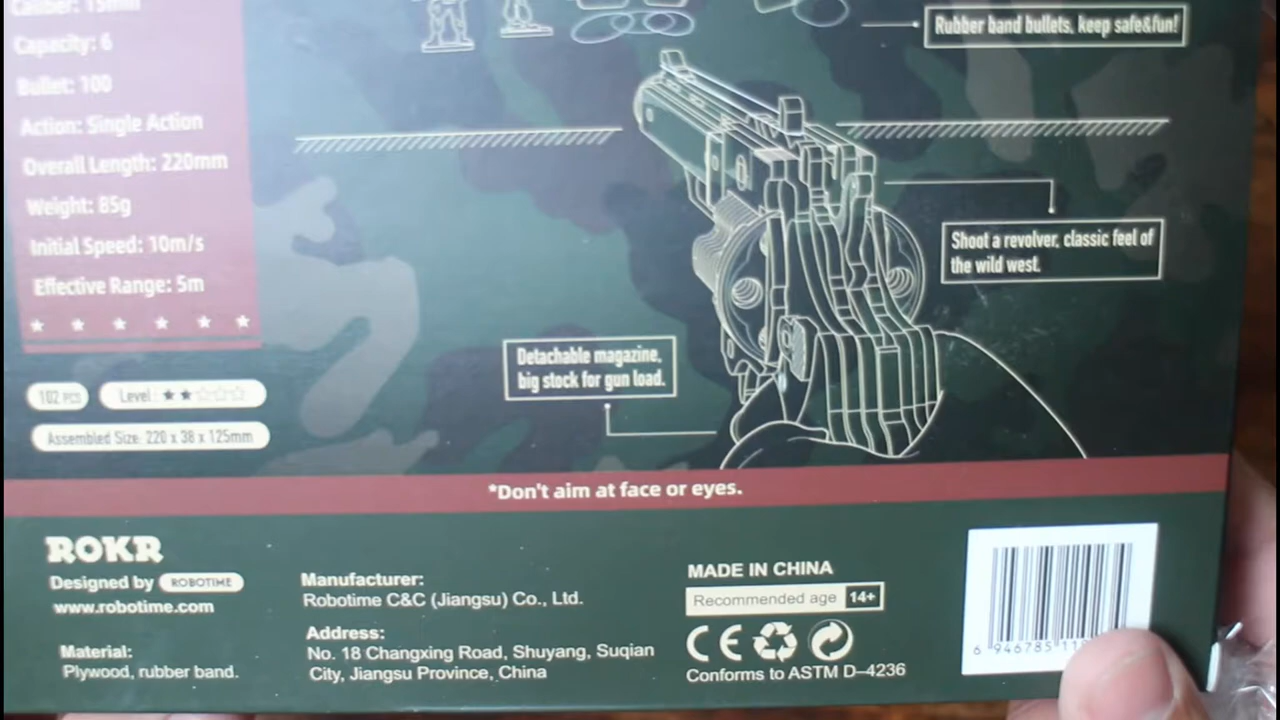 Caliber: 15mm
Capacity: 6
Bullet: 100
Action: Single Action
Overall Length: 220mm
Weight: 85g
Initial Speed: 10m/s
Effective Range: 5m
102 PCS
Level:
Assembled Size: 220 x 38 x 125mm
Rubber band bullets, keep safe&fun!
Shoot a revolver, classic feel of
the wild west.
Detachable magazine,
big stock for gun load.
*Don't aim at face or eyes.
ROKR
Designed by ROBOTIME
www.robotime.com
Material:
Plywood, rubber band.
Manufacturer:
Robotime C&C (Jiangsu) Co., Ltd.
Address:
No. 18 Changxing Road, Shuyang, Suqian
City, Jiangsu Province, China
MADE IN CHINA
Recommended age 14+
CE
Conforms to ASTM D-4236
6 946785 11